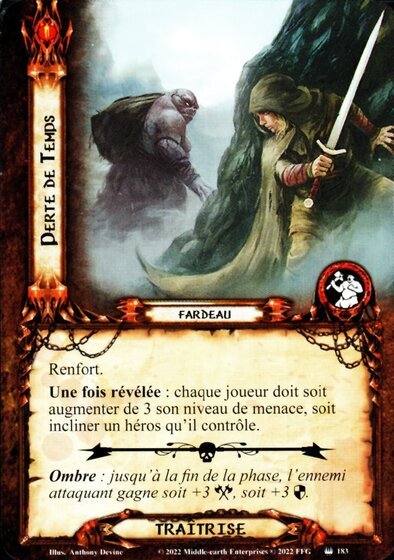 PERTE DE TEMPS
FARDEAU
Renfort.
Une fois révélée : chaque joueur doit soit
augmenter de 3 son niveau de menace, soit
incliner un héros qu'il contrôle.
Ombre : jusqu'à la fin de la phase, l'ennemi
attaquant gagne soit +3 , soit +3 .
TRAÎTRISE
Illus. Anthony Devine © 2022 Middle-earth Enterprises © 2022 FFG 183